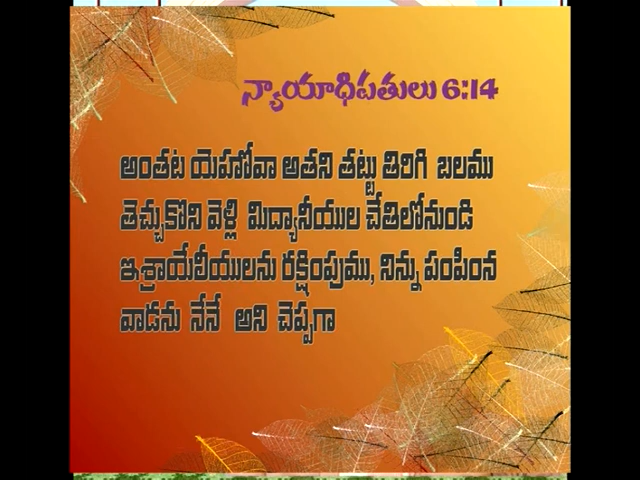 న్యాయాధిపతులు 6:14
అంతట యెహోవా అతని తట్టు తిరిగి బలము
తెచ్చుకొని వెళ్లి మిద్యానీయుల చేతిలోనుండి
ఇశ్రాయేలీయులను రక్షింపుము, నిన్ను పంపిన
వాడను నేనే అని చెప్పగా